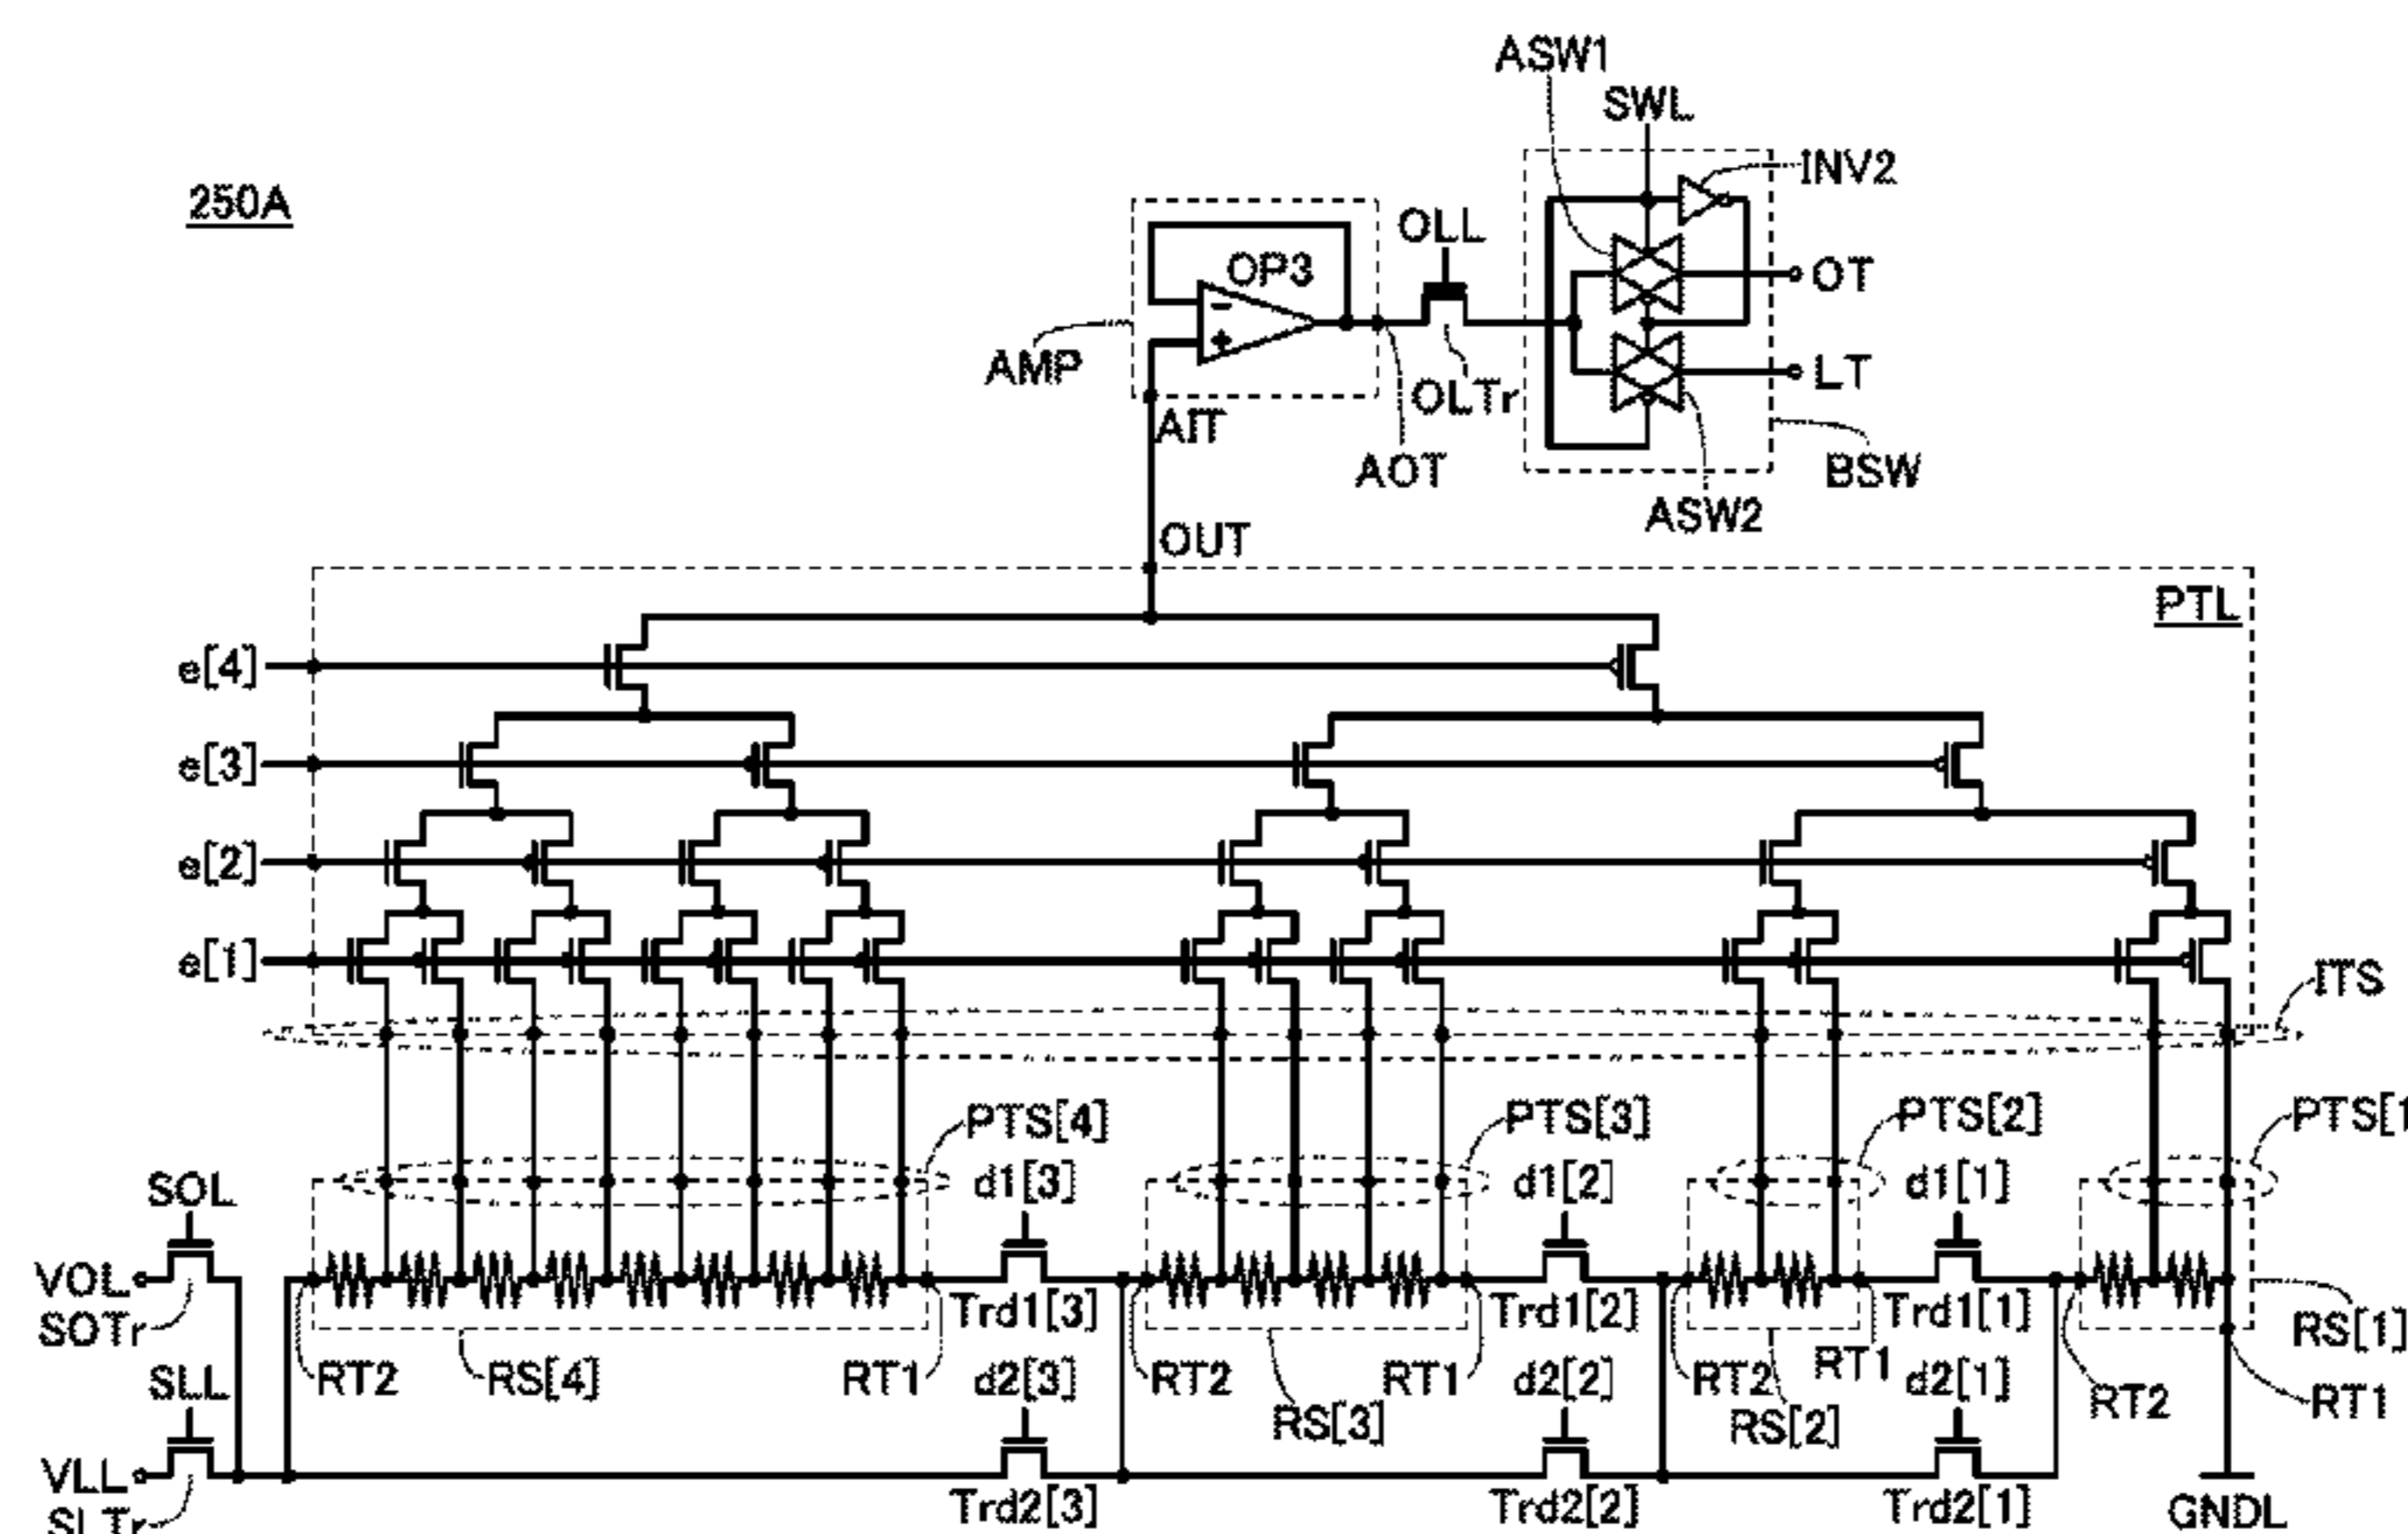 ASW1
SWL
INV2
250A
OLL
OP3
OT
AMP
LT
OLTr
AIT
AOT
BSW
ASW2
OUT
PTL
e[4]
e[3]
e[2]
e[1]
ITS
PTS[4]
PTS[3]
PTS[2]
PTS[1
SOL
d1[3]
d1[2]
d1[1]
VOL
SOTr
Trd1[3]
Trd1[2]
Trd1[1]
RS[1]
SLL
RT2
RS[4]
RT1
d2[3]
RT2
RT1
d2[2]
RT2
RT1
d2[1]
RT2
RT1
RS[3]
RS[2]
VLL
SLTr
Trd2[3]
Trd2[2]
Trd2[1]
GNDL